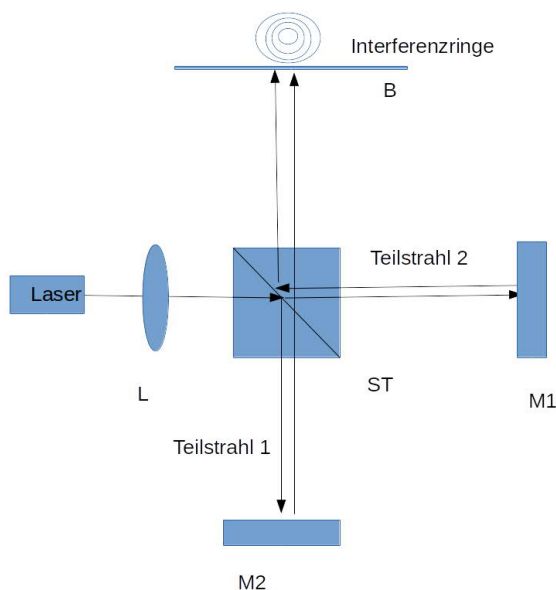 Interferenzringe
B
Teilstrahl 2
Laser
L
ST
M1
Teilstrahl 1
M2